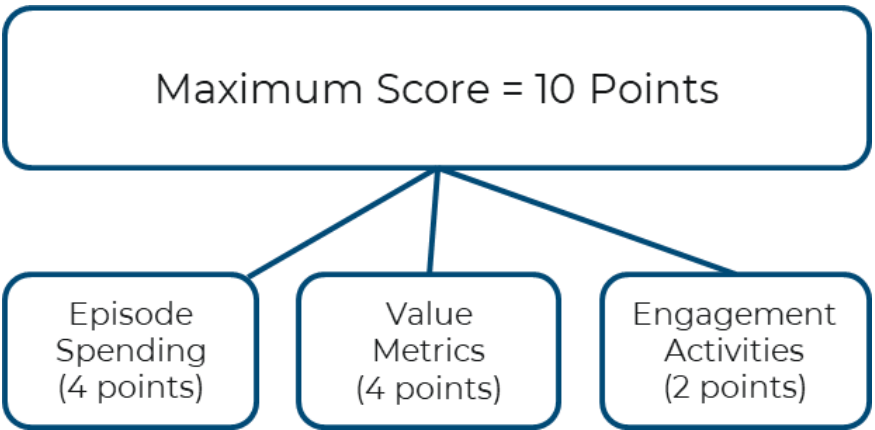 Maximum Score = 10 Points
Episode
Spending
(4 points)
Value
Metrics
(4 points)
Engagement
Activities
(2 points)